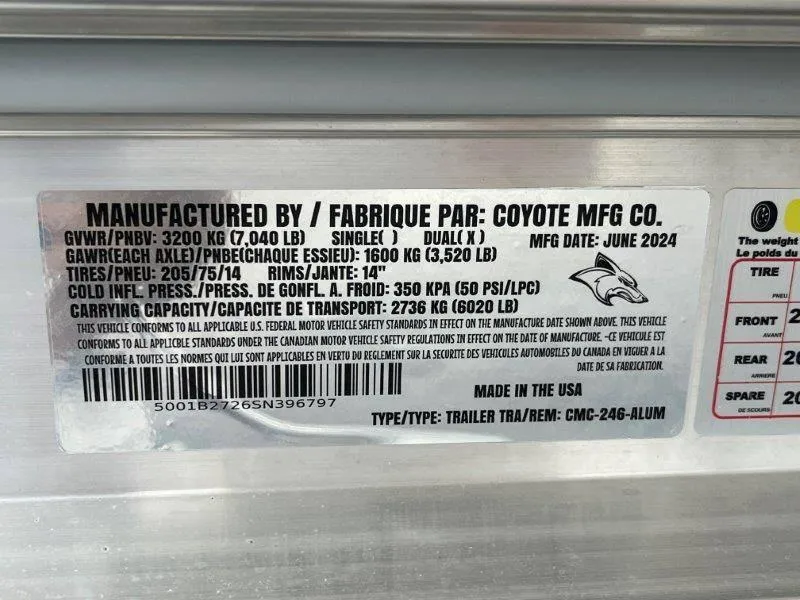 MANUFACTURED BY / FABRIQUE PAR: COYOTE MFG CO.
GVWR/PNBV: 3200 KG (7,040 LB) SINGLE( ) DUAL( X ) MFG DATE: JUNE 2024
GAWR(EACH AXLE)/PNBE(CHAQUE ESSIEU): 1600 KG (3,520 LB)
TIRES/PNEU: 205/75/14 RIMS/JANTE: 14"
COLD INFL. PRESS./PRESS. DE GONFL. A. FROID: 350 KPA (50 PSI/LPC)
CARRYING CAPACITY/CAPACITE DE TRANSPORT: 2736 KG (6020 LB)
THIS VEHICLE CONFORMS TO ALL APPLICABLE U.S. FEDERAL MOTOR VEHICLE SAFETY STANDARDS IN EFFECT ON THE MANUFACTURE DATE SHOWN ABOVE. THIS VEHICLE
CONFORMS TO ALL APPLICABLE STANDARDS UNDER THE CANADIAN MOTOR VEHICLE SAFETY REGULATIONS IN EFFECT ON THE DATE OF MANUFACTURE. -CE VEHICULE EST
CONFORME A TOUTES LES NORMES QUI LUI SONT APPLICABLES EN VERTU DU REGLEMENT SUR LA SECURITE DES VEHICULES AUTOMOBILES DU CANADA EN VIGUER A LA
DATE DE SA FABRICATION.
5001B2726SN396797
MADE IN THE USA
TYPE/TYPE: TRAILER TRA/REM: CMC-246-ALUM
The weight
Le poids du
TIRE
PNEU
FRONT 2
AVANT
REAR 20
ARRIERE
SPARE 20
DE SECOURS